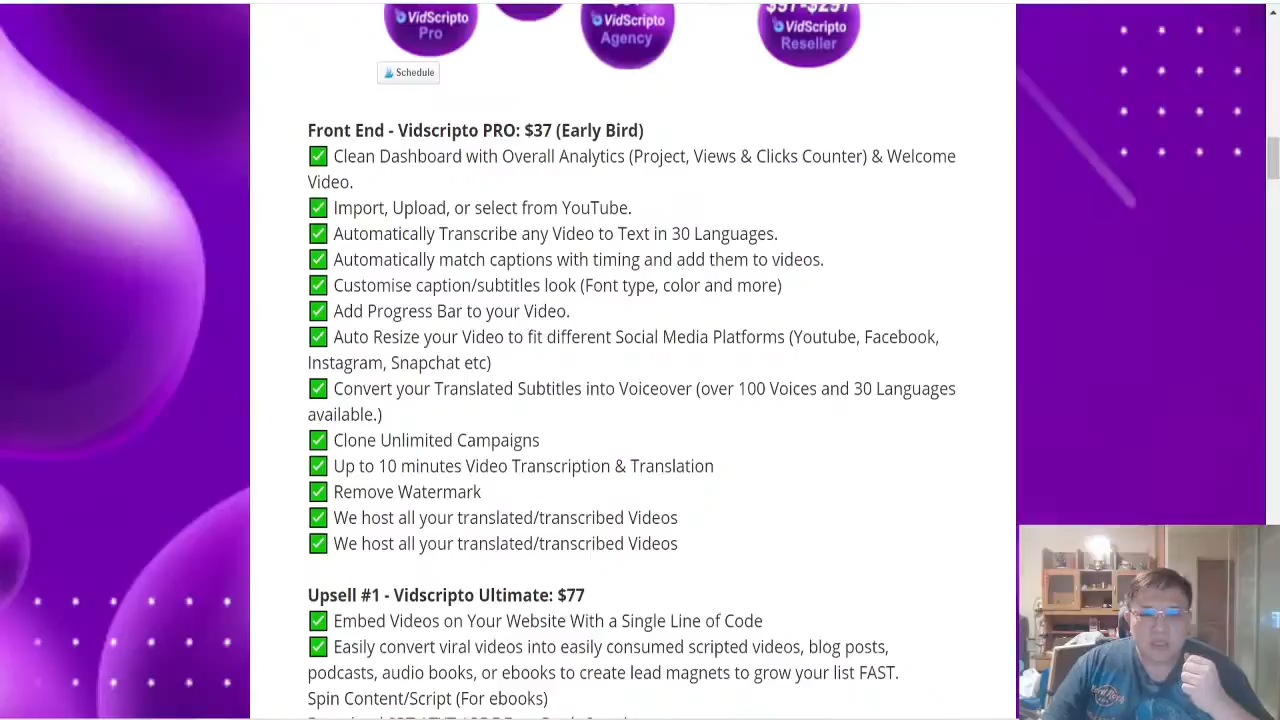 VidScripto
Pro
VidScripto
Agency
$97-$297
VidScripto
Reseller
Schedule
Front End - Vidscripto PRO: $37 (Early Bird)
✅ Clean Dashboard with Overall Analytics (Project, Views & Clicks Counter) & Welcome
Video.
✅ Import, Upload, or select from YouTube.
✅ Automatically Transcribe any Video to Text in 30 Languages.
✅ Automatically match captions with timing and add them to videos.
✅ Customise caption/subtitles look (Font type, color and more)
✅ Add Progress Bar to your Video.
✅ Auto Resize your Video to fit different Social Media Platforms (Youtube, Facebook,
Instagram, Snapchat etc)
✅ Convert your Translated Subtitles into Voiceover (over 100 Voices and 30 Languages
available.)
✅ Clone Unlimited Campaigns
✅ Up to 10 minutes Video Transcription & Translation
✅ Remove Watermark
✅ We host all your translated/transcribed Videos
✅ We host all your translated/transcribed Videos
Upsell #1 - Vidscripto Ultimate: $77
✅ Embed Videos on Your Website With a Single Line of Code
✅ Easily convert viral videos into easily consumed scripted videos, blog posts,
podcasts, audio books, or ebooks to create lead magnets to grow your list FAST.
Spin Content/Script (For ebooks)